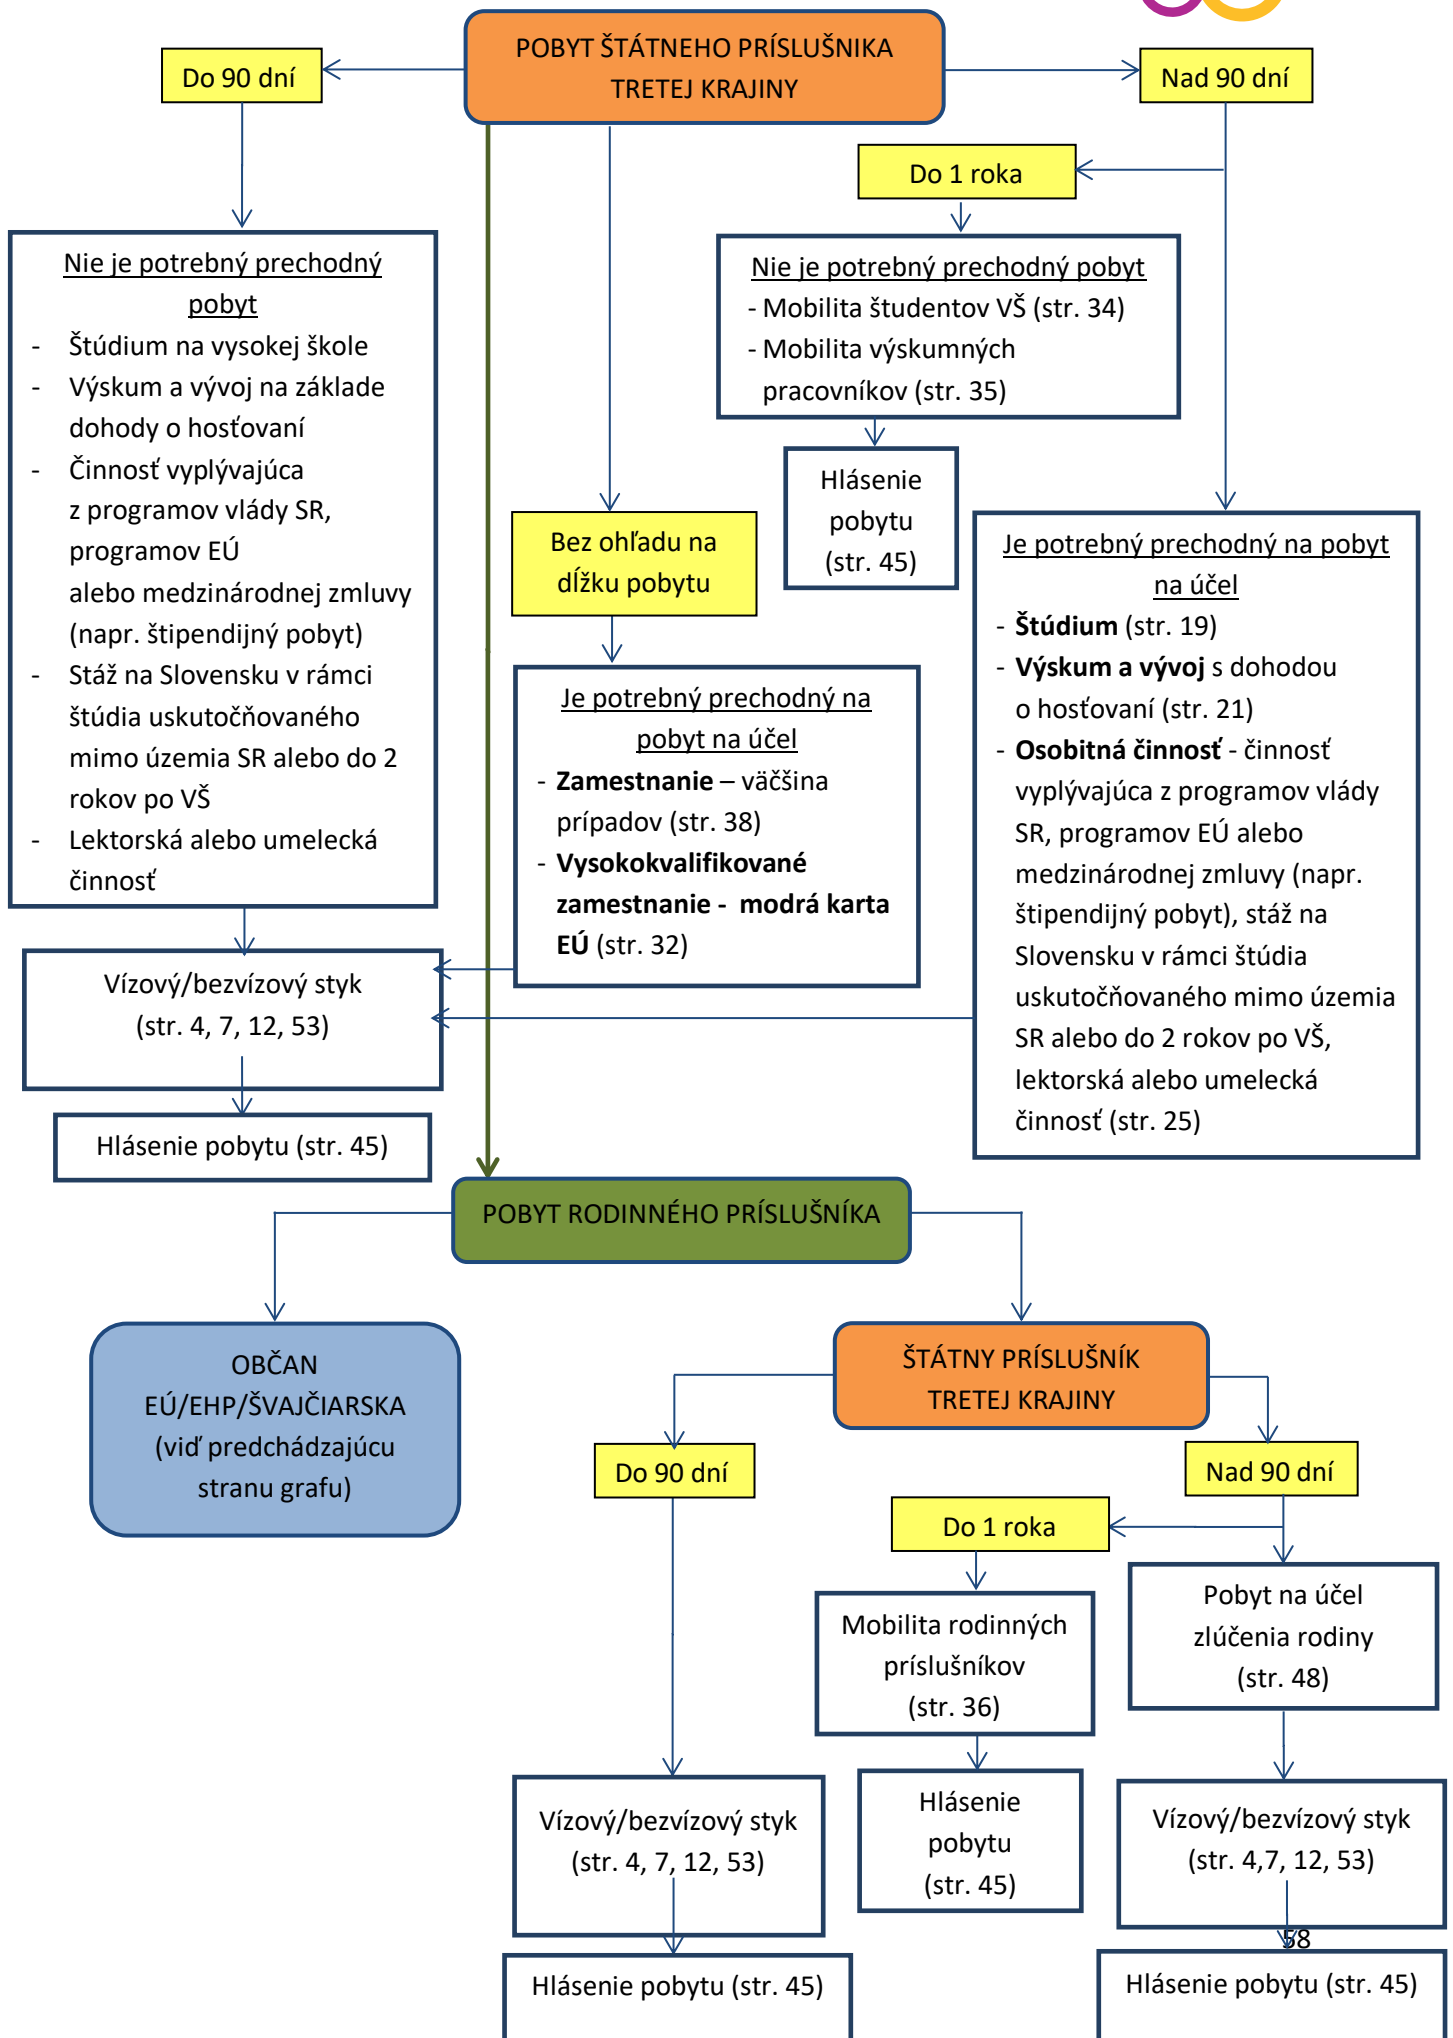 POBYT ŠTÁTNEHO PRÍSLUŠNIKA
TRETEJ KRAJINY
Do 90 dní
Nad 90 dní
Do 1 roka
Nie je potrebný prechodný
pobyt
- Štúdium na vysokej škole
- Výskum a vývoj na základe
dohody o hosťovaní
- Činnosť vyplývajúca
z programov vlády SR,
programov EÚ
alebo medzinárodnej zmluvy
(napr. štipendijný pobyt)
- Stáž na Slovensku v rámci
štúdia uskutočňovaného
mimo územia SR alebo do 2
rokov po VŠ
- Lektorská alebo umelecká
činnosť
Nie je potrebný prechodný pobyt
- Mobilita študentov VŠ (str. 34)
- Mobilita výskumných
pracovníkov (str. 35)
Hlásenie
pobytu
(str. 45)
Bez ohľadu na
dĺžku pobytu
Je potrebný prechodný na
pobyt na účel
- Zamestnanie – väčšina
prípadov (str. 38)
- Vysokokvalifikované
zamestnanie - modrá karta
EÚ (str. 32)
Je potrebný prechodný na pobyt
na účel
- Štúdium (str. 19)
- Výskum a vývoj s dohodou
o hosťovaní (str. 21)
- Osobitná činnosť - činnosť
vyplývajúca z programov vlády
SR, programov EÚ alebo
medzinárodnej zmluvy (napr.
štipendijný pobyt), stáž na
Slovensku v rámci štúdia
uskutočňovaného mimo územia
SR alebo do 2 rokov po VŠ,
lektorská alebo umelecká
činnosť (str. 25)
Vízový/bezvízový styk
(str. 4, 7, 12, 53)
Hlásenie pobytu (str. 45)
POBYT RODINNÉHO PRÍSLUŠNÍKA
OBČAN
EÚ/EHP/ŠVAJČIARSKA
(viď predchádzajúcu
stranu grafu)
ŠTÁTNY PRÍSLUŠNÍK
TRETEJ KRAJINY
Do 90 dní
Nad 90 dní
Do 1 roka
Mobilita rodinných
príslušníkov
(str. 36)
Pobyt na účel
zlúčenia rodiny
(str. 48)
Vízový/bezvízový styk
(str. 4, 7, 12, 53)
Hlásenie
pobytu
(str. 45)
Vízový/bezvízový styk
(str. 4,7, 12, 53)
58
Hlásenie pobytu (str. 45)
Hlásenie pobytu (str. 45)